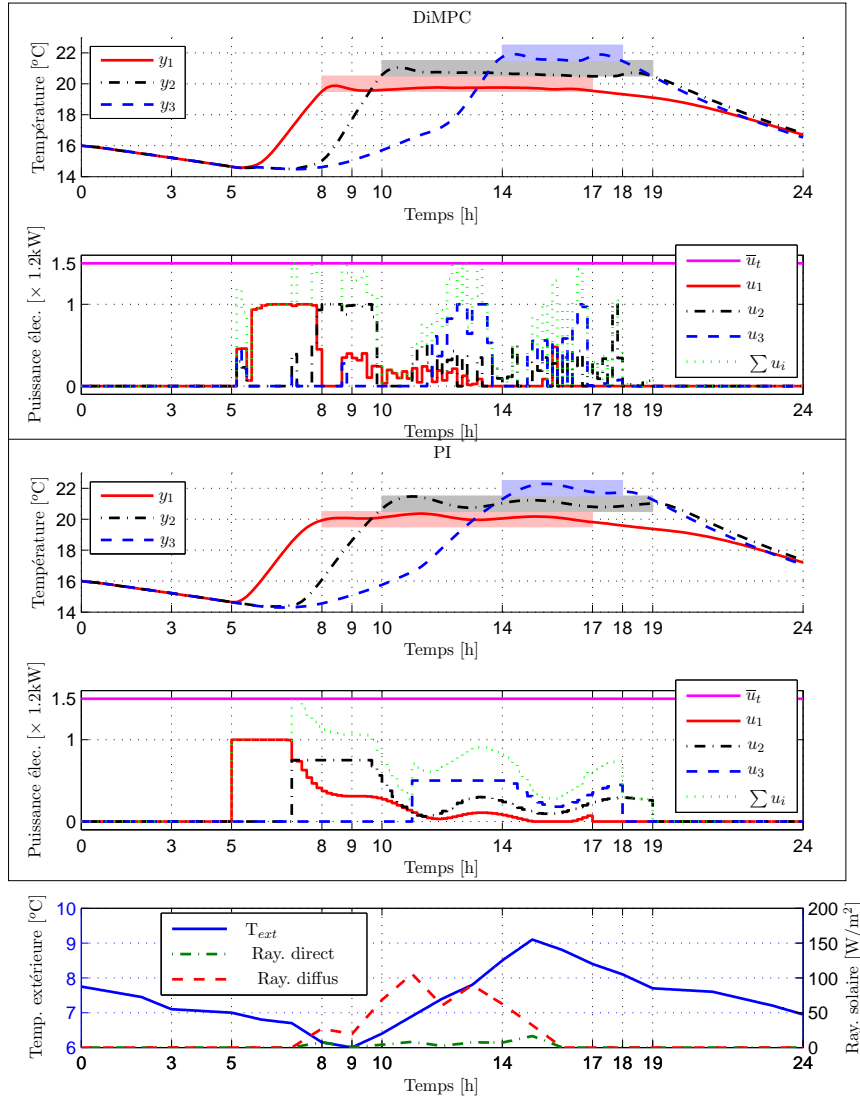 DiMPC
Température [°C]
22
20
18
16
14
y1
y2
y3
0 3 5 8 9 10 14 17 18 19 24
Temps [h]
Puissance élec. [× 1.2kW]
1.5
1
0
u̅t
u1
u2
u3
∑ ui
0 3 5 8 9 10 14 17 18 19 24
Temps [h]
PI
Température [°C]
22
20
18
16
14
y1
y2
y3
0 3 5 8 9 10 14 17 18 19 24
Temps [h]
Puissance élec. [× 1.2kW]
1.5
1
0
u̅t
u1
u2
u3
∑ ui
0 3 5 8 9 10 14 17 18 19 24
Temps [h]
Temp. extérieure [°C]
10
9
8
7
6
Text
Ray. direct
Ray. diffus
200
150
100
50
0
Ray. solaire [W/m²]
0 3 5 8 9 10 14 17 18 19 24
Temps [h]